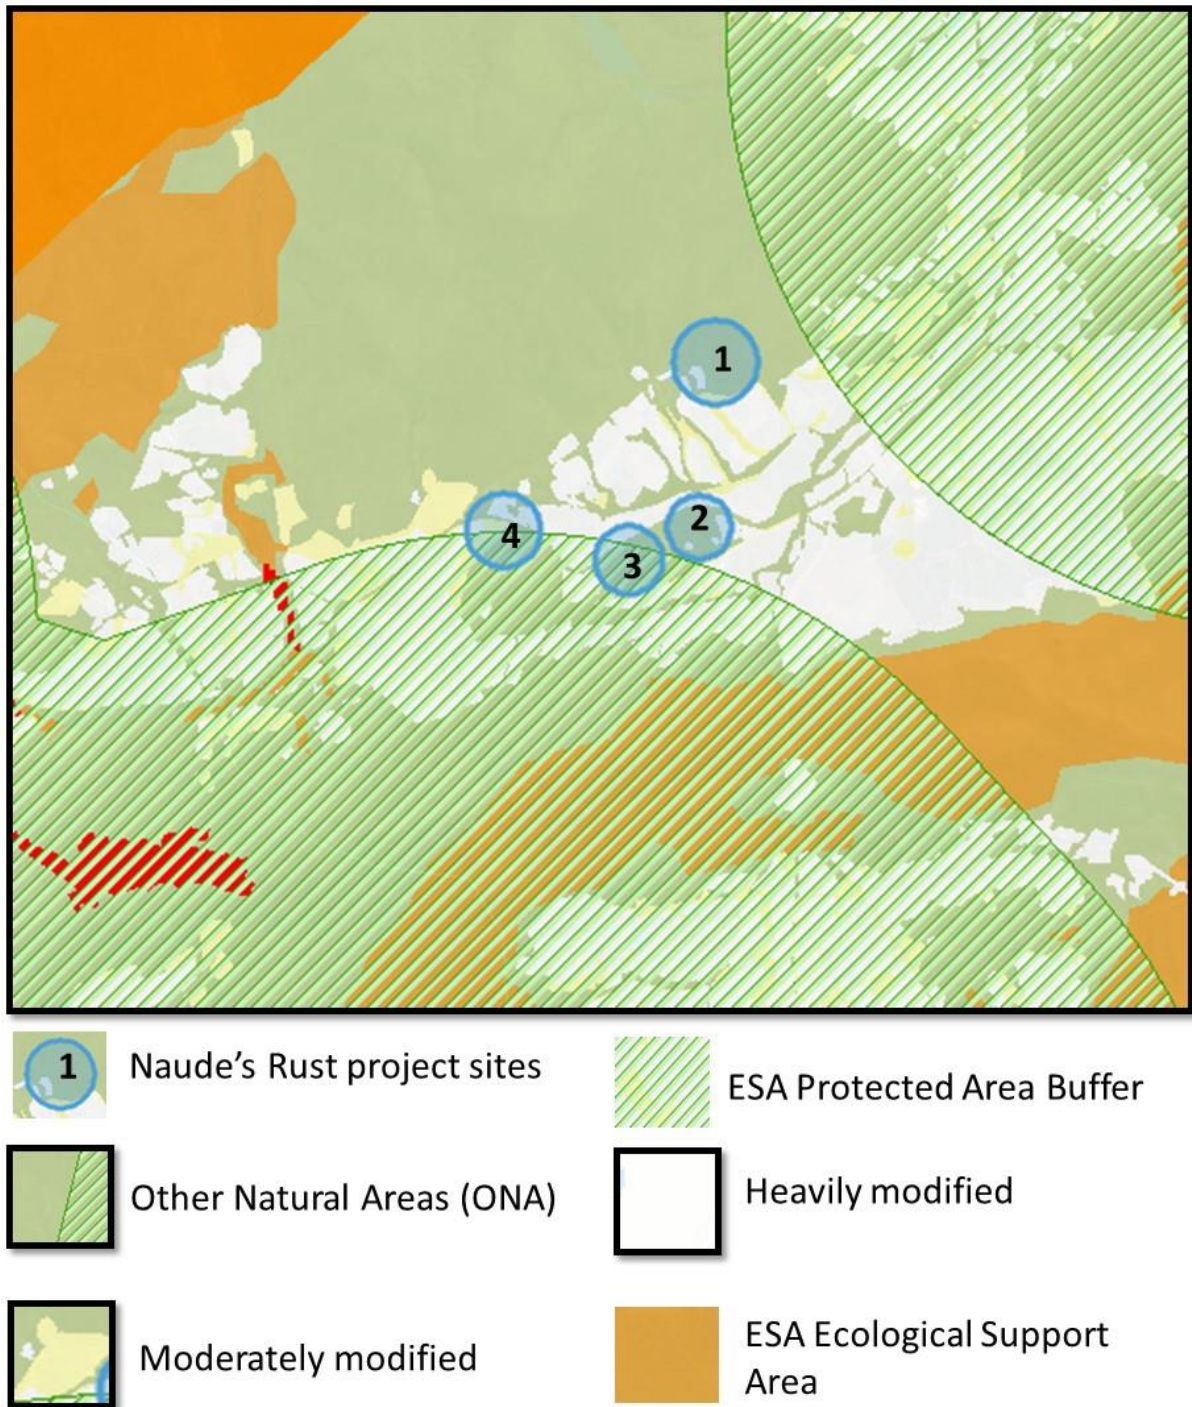 1
2
3
4
1
Naude's Rust project sites
ESA Protected Area Buffer
Other Natural Areas (ONA)
Heavily modified
Moderately modified
ESA Ecological Support
Area